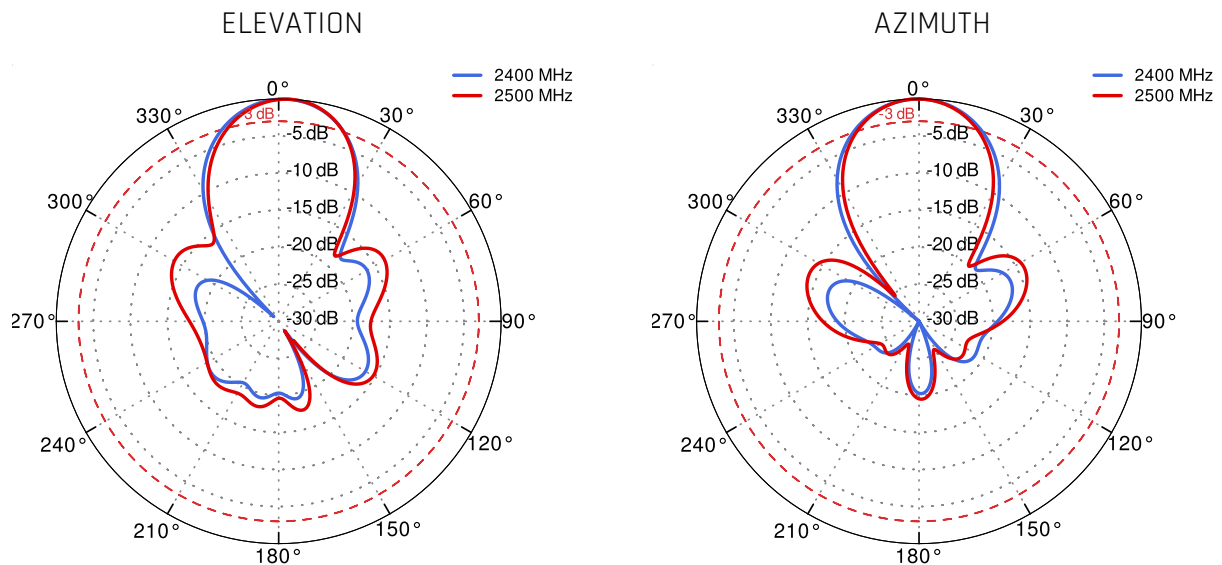 ELEVATION
2400 MHz
2500 MHz
0°
330°
30°
3 dB
-5 dB
-10 dB
300°
60°
-15 dB
-20 dB
-25 dB
270°
-30 dB
90°
240°
120°
210°
150°
180°
AZIMUTH
2400 MHz
2500 MHz
0°
330°
30°
-3 dB
-5 dB
-10 dB
300°
60°
-15 dB
-20 dB
-25 dB
270°
-30 dB
90°
240°
120°
210°
150°
180°